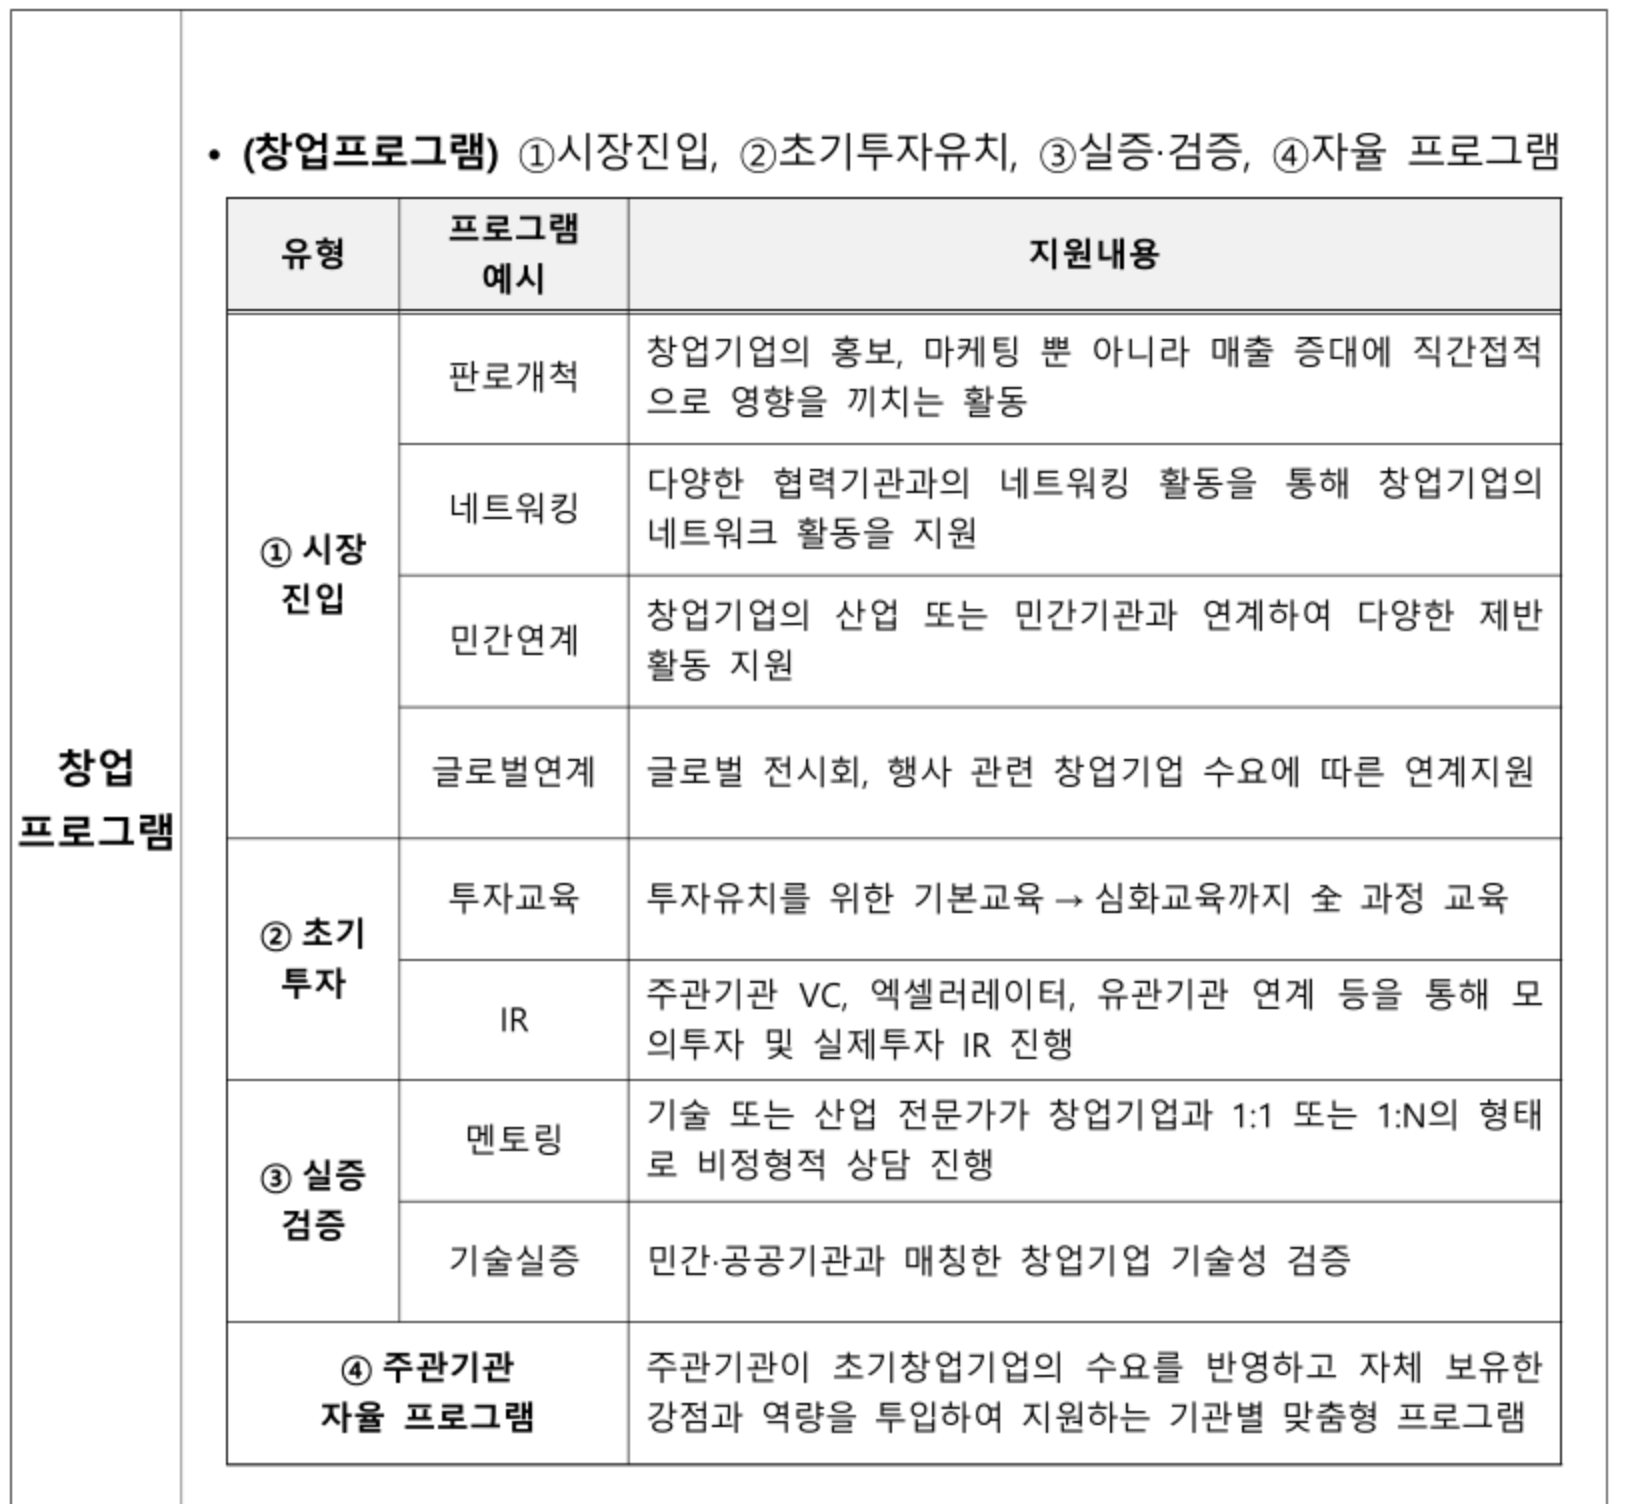 • (창업프로그램) ①시장진입, ②초기투자유치, ③실증·검증, ④자율 프로그램
유형
프로그램
예시
지원내용
창업
프로그램
① 시장
진입
판로개척
창업기업의 홍보, 마케팅 뿐 아니라 매출 증대에 직간접적
으로 영향을 끼치는 활동
네트워킹
다양한 협력기관과의 네트워킹 활동을 통해 창업기업의
네트워크 활동을 지원
민간연계
창업기업의 산업 또는 민간기관과 연계하여 다양한 제반
활동 지원
글로벌연계
글로벌 전시회, 행사 관련 창업기업 수요에 따른 연계지원
② 초기
투자
투자교육
투자유치를 위한 기본교육 → 심화교육까지 全 과정 교육
IR
주관기관 VC, 엑셀러레이터, 유관기관 연계 등을 통해 모
의투자 및 실제투자 IR 진행
③ 실증
검증
멘토링
기술 또는 산업 전문가가 창업기업과 1:1 또는 1:N의 형태
로 비정형적 상담 진행
기술실증
민간·공공기관과 매칭한 창업기업 기술성 검증
④ 주관기관
자율 프로그램
주관기관이 초기창업기업의 수요를 반영하고 자체 보유한
강점과 역량을 투입하여 지원하는 기관별 맞춤형 프로그램